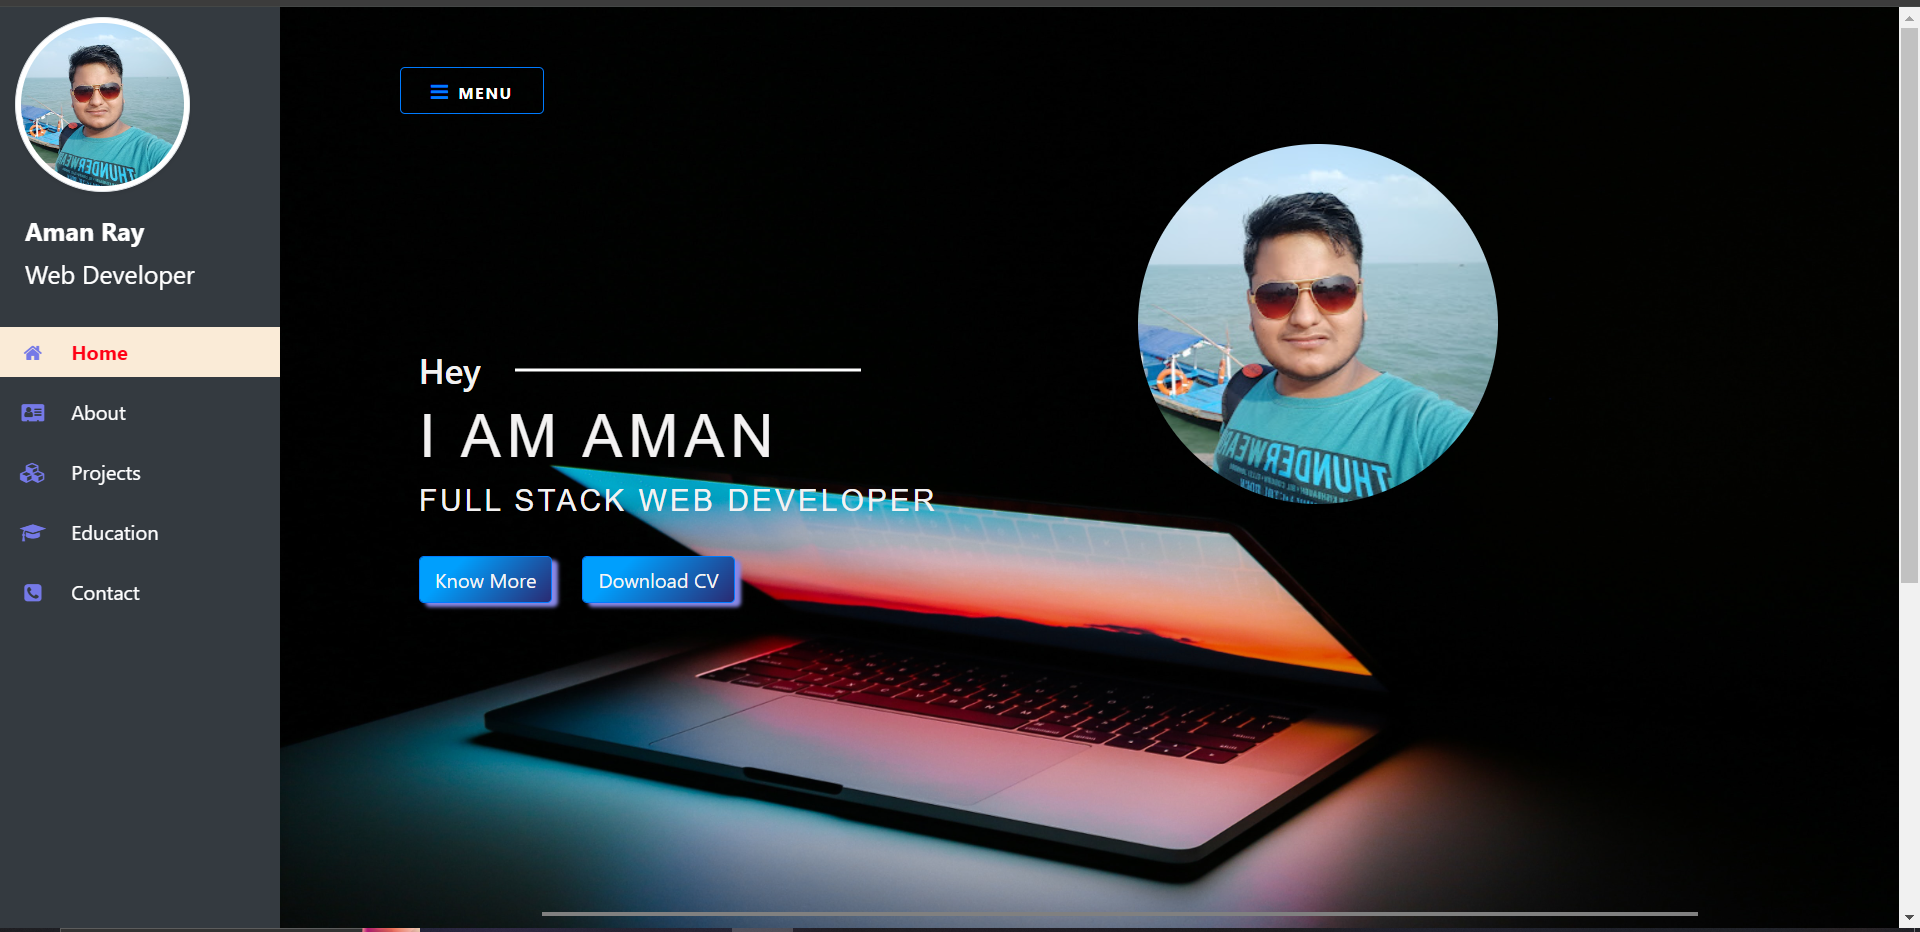 Aman Ray
Web Developer
Home
About
Projects
Education
Contact
MENU
Hey
I AM AMAN
FULL STACK WEB DEVELOPER
Know More
Download CV
THUNDERWEAR